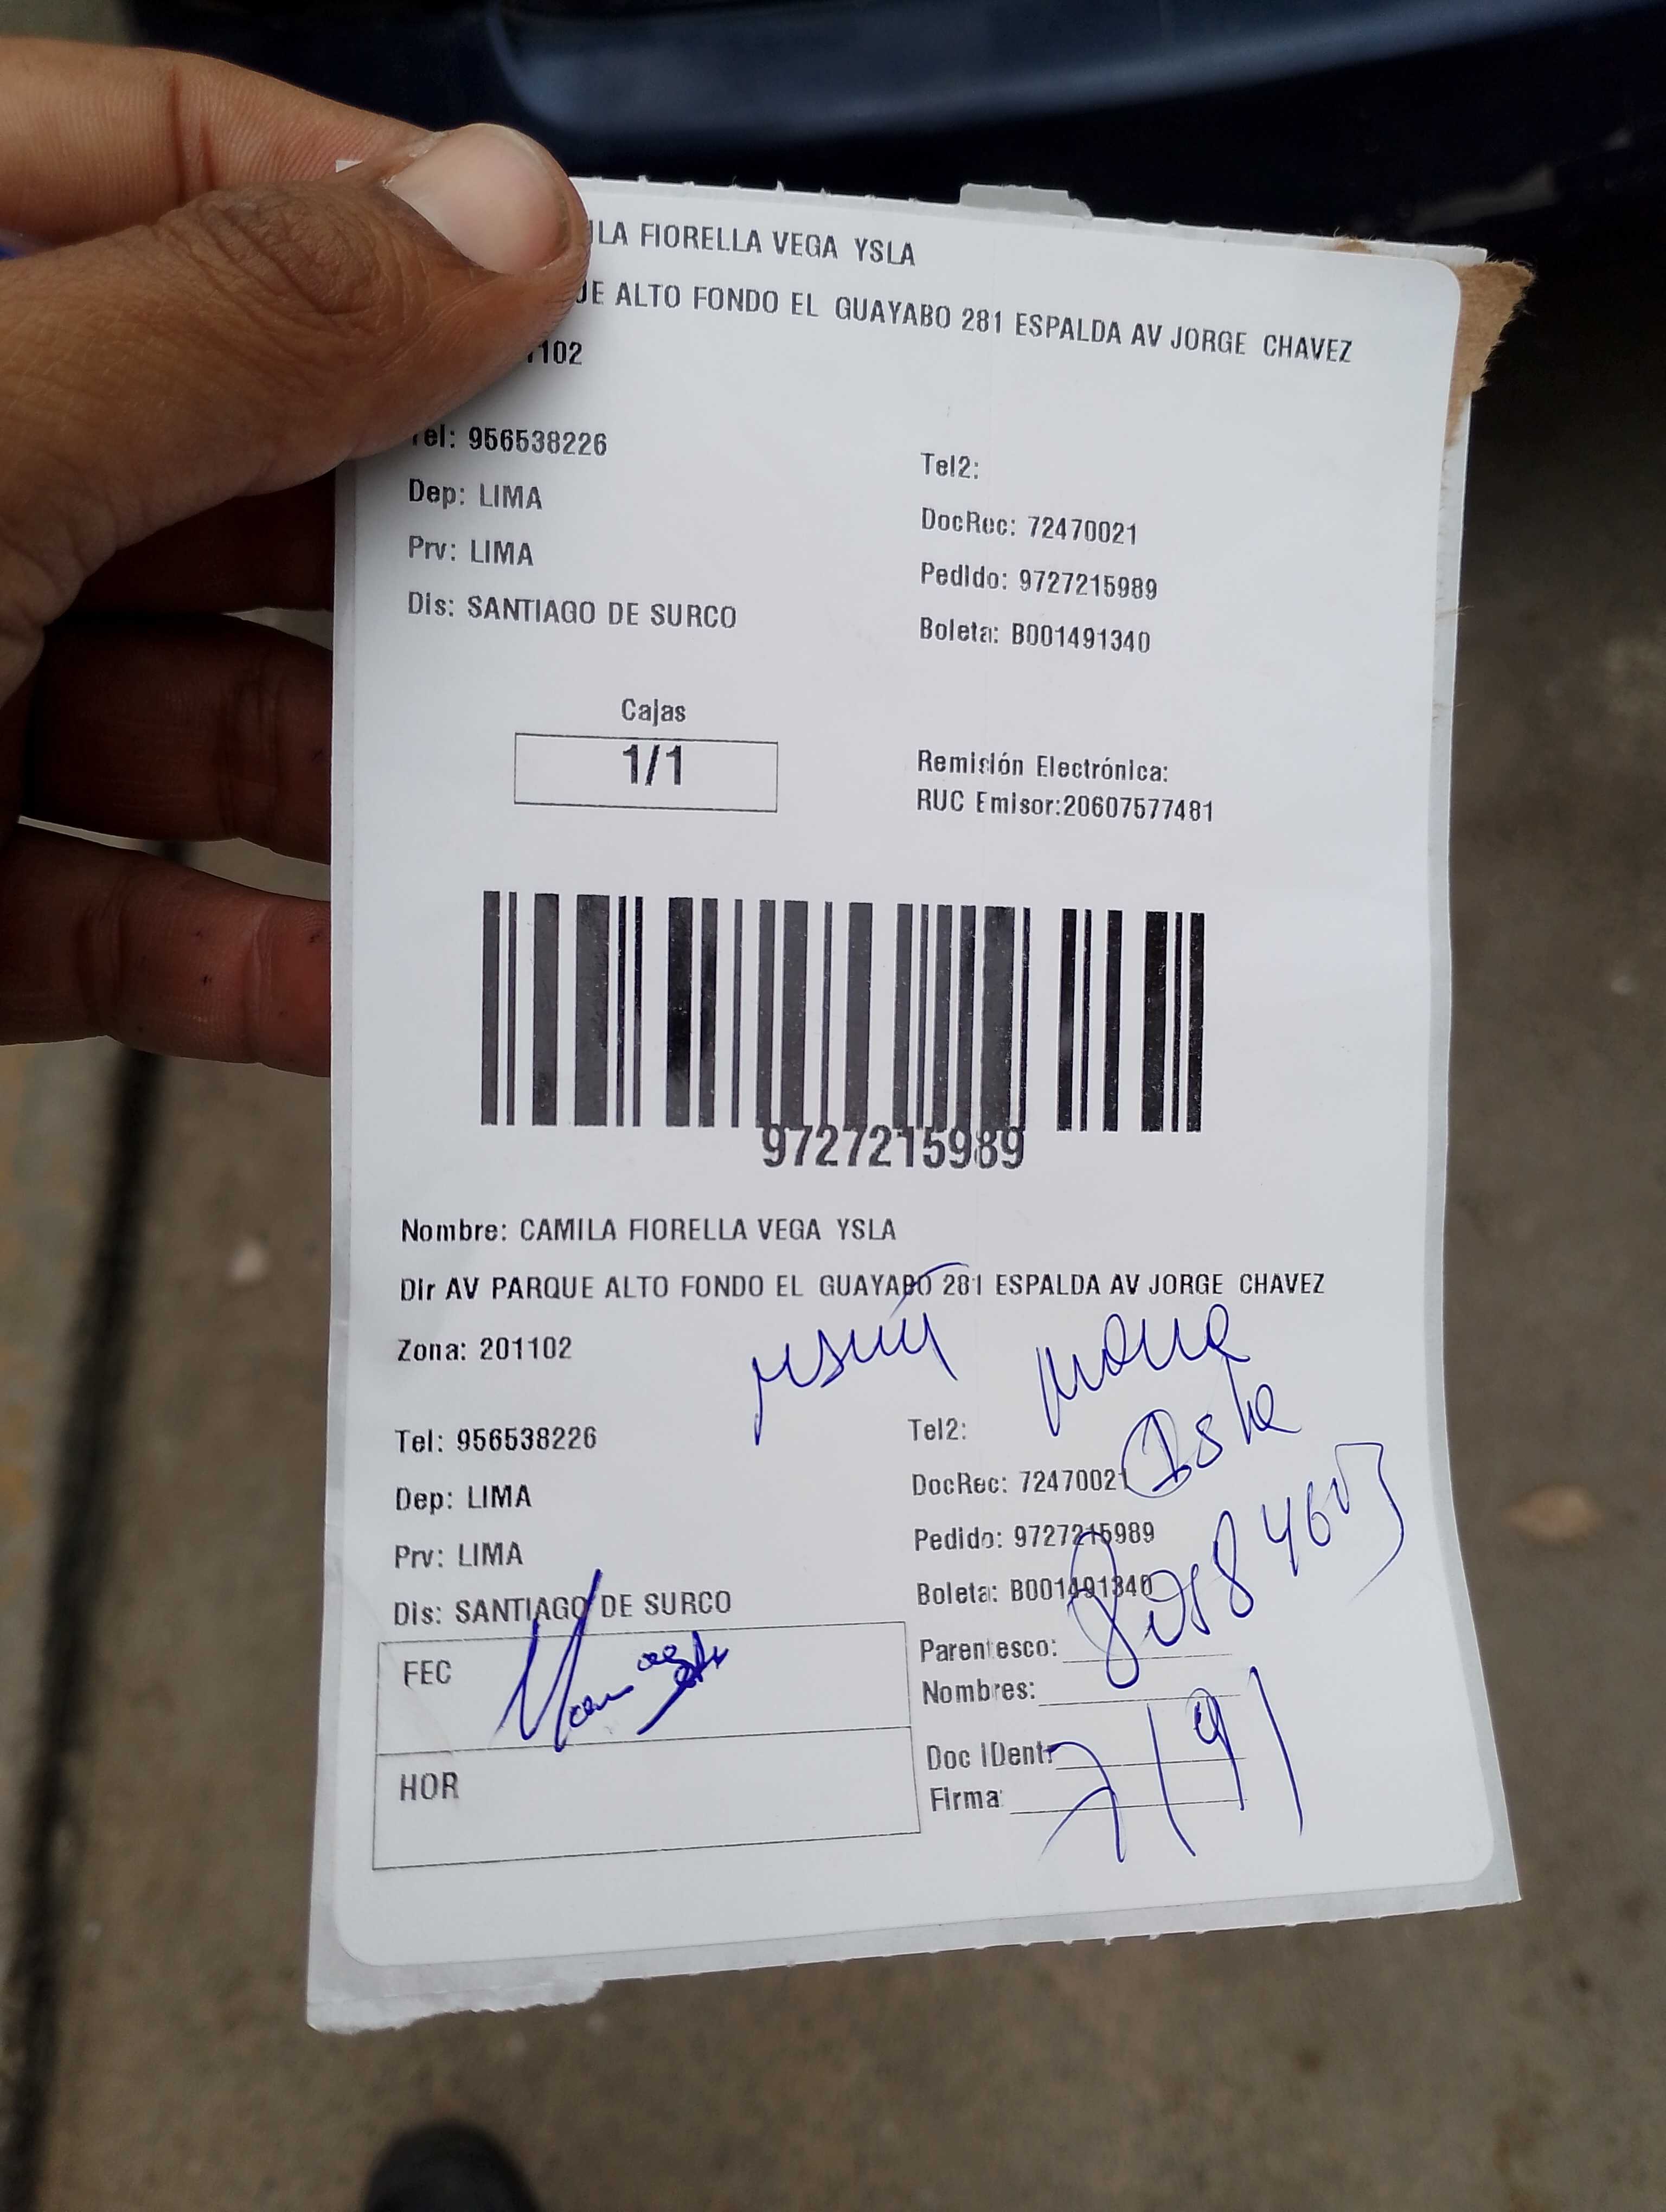 LA FIORELLA VEGA YSLA
UE ALTO FONDO EL GUAYABO 281 ESPALDA AV JORGE CHAVEZ
1102
Tel: 956538226
Tel2:
Dep: LIMA
DocRec: 72470021
Prv: LIMA
Pedido: 9727215989
Dis: SANTIAGO DE SURCO
Boleta: B001491340
Cajas
1/1
Remisión Electrónica:
RUC Emisor:20607577481
9727215989
Nombre: CAMILA FIORELLA VEGA YSLA
Dir AV PARQUE ALTO FONDO EL GUAYABO 281 ESPALDA AV JORGE CHAVEZ
Zona: 201102
Tel: 956538226
Tel2:
Dep: LIMA
DocRec: 72470021
Prv: LIMA
Pedido: 9727215989
Dis: SANTIAGO DE SURCO
Boleta: B001491340
FEC
Parentesco:
Nombres:
HOR
Doc IDent:
Firma: